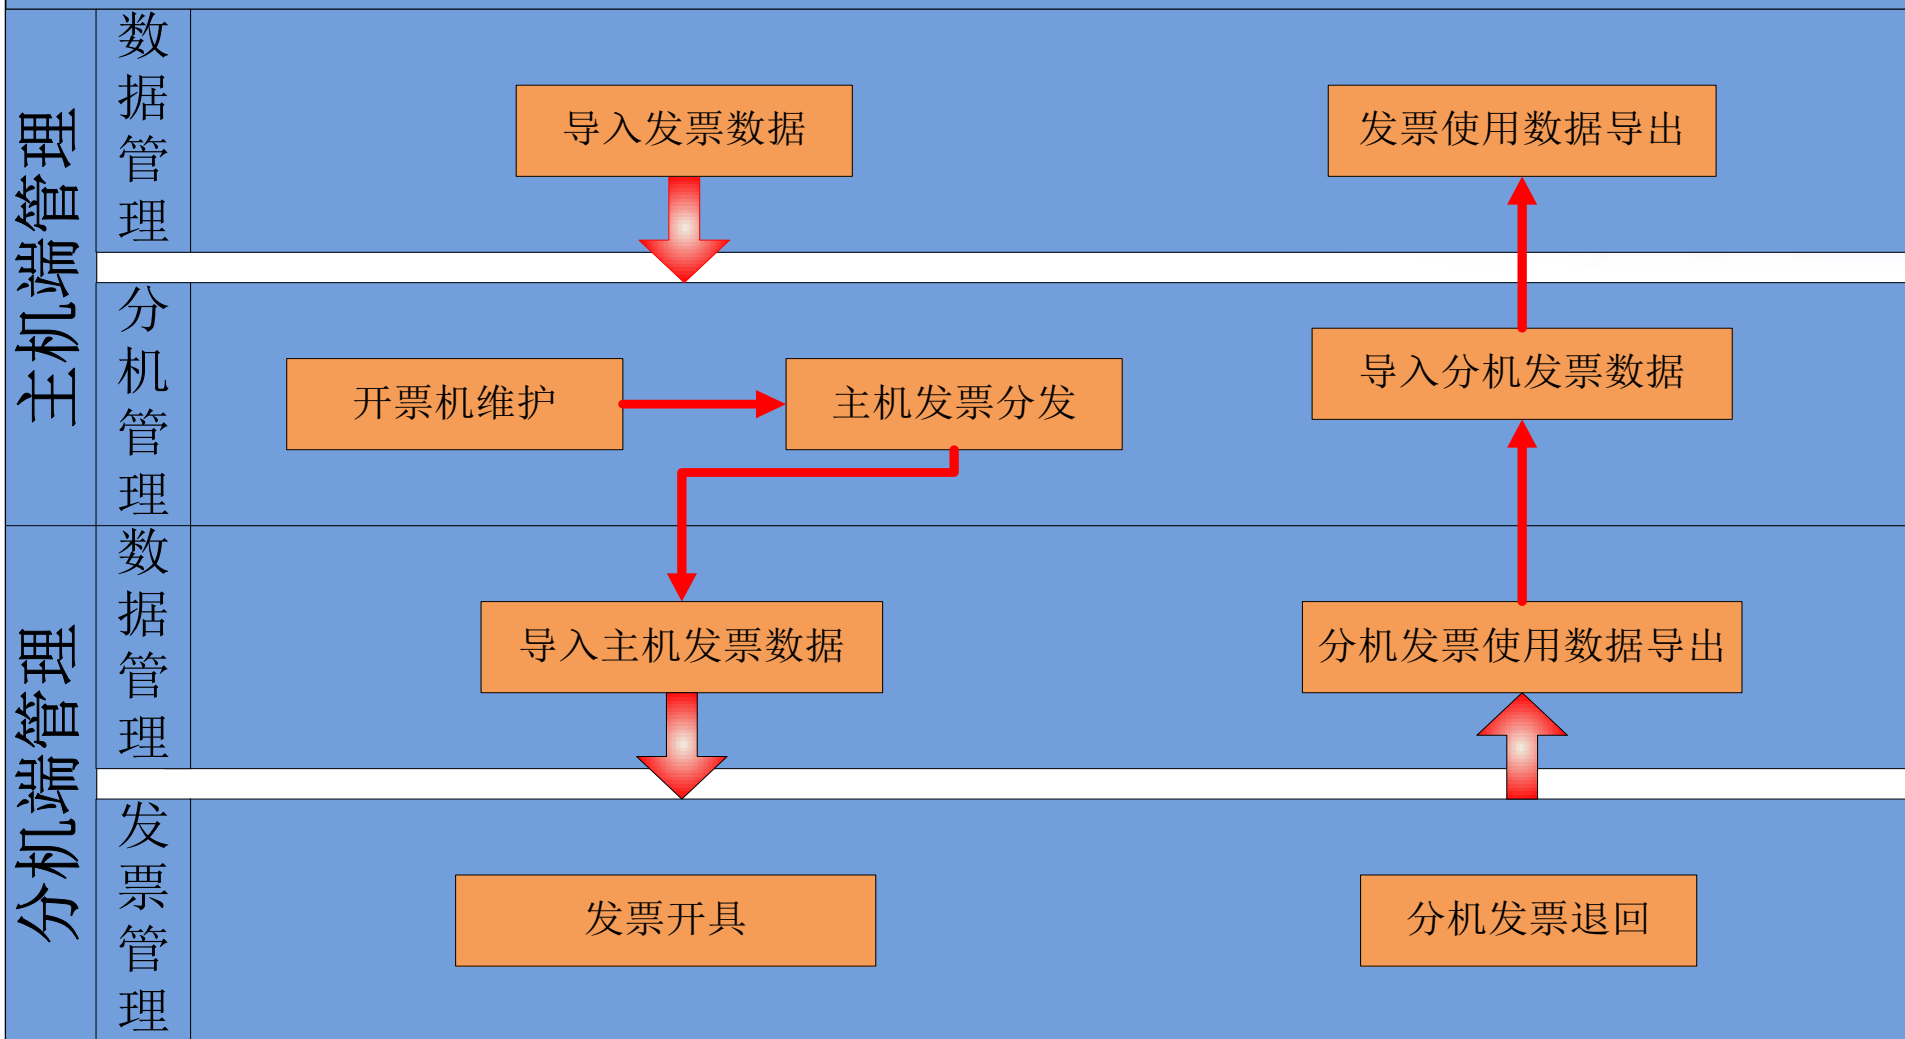 主机端管理
数据管理
导入发票数据
发票使用数据导出
分机管理
开票机维护
主机发票分发
导入分机发票数据
分机端管理
数据管理
导入主机发票数据
分机发票使用数据导出
发票管理
发票开具
分机发票退回